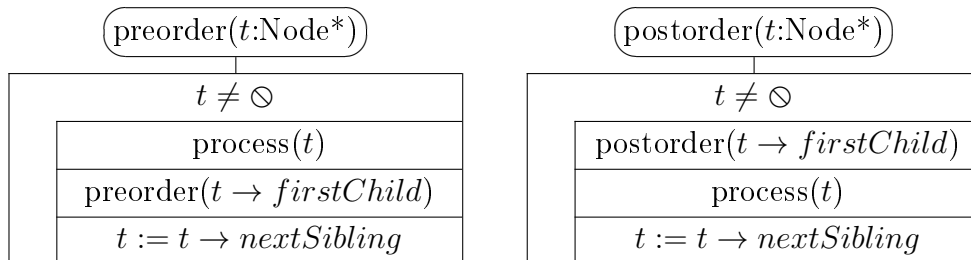 preorder(t:Node*)
t ≠ ⦸
process(t)
preorder(t → firstChild)
t := t → nextSibling
postorder(t:Node*)
t ≠ ⦸
postorder(t → firstChild)
process(t)
t := t → nextSibling